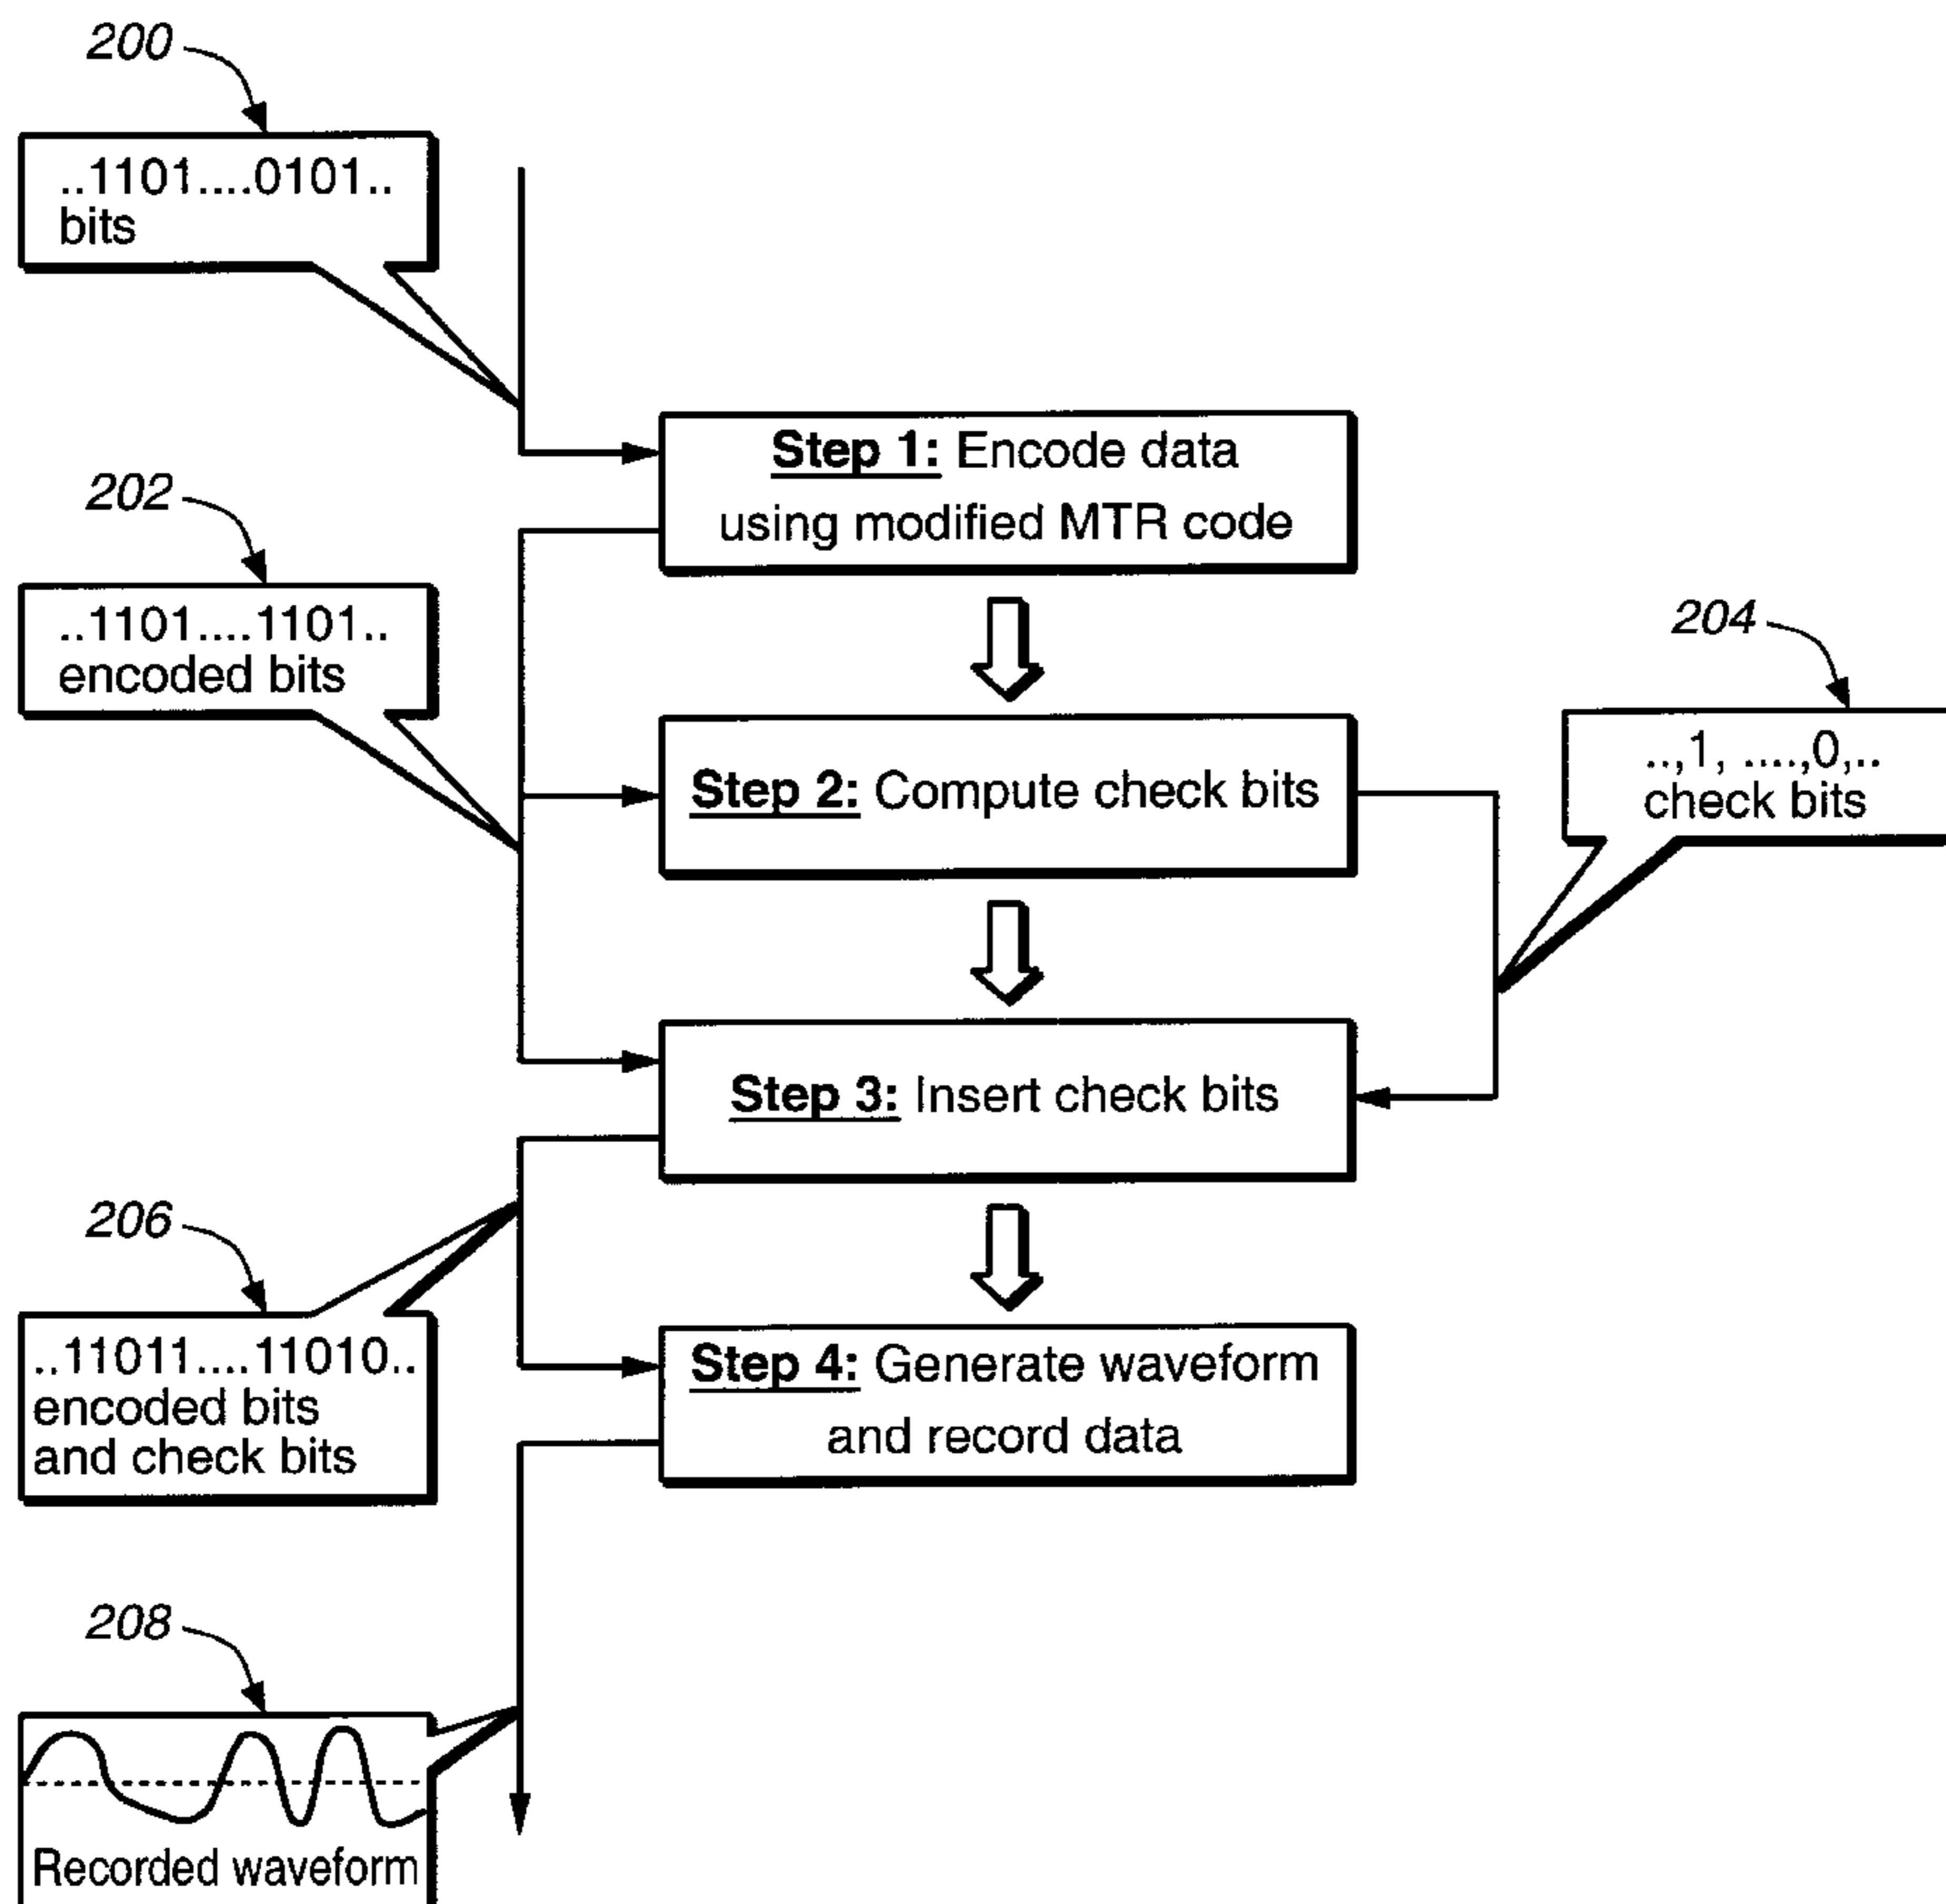 200
..1101....0101..
bits
Step 1: Encode data
using modified MTR code
202
..1101....1101..
encoded bits
204
..,1, ....,0,..
check bits
Step 2: Compute check bits
Step 3: Insert check bits
206
..11011....11010..
encoded bits
and check bits
Step 4: Generate waveform
and record data
208
Recorded waveform